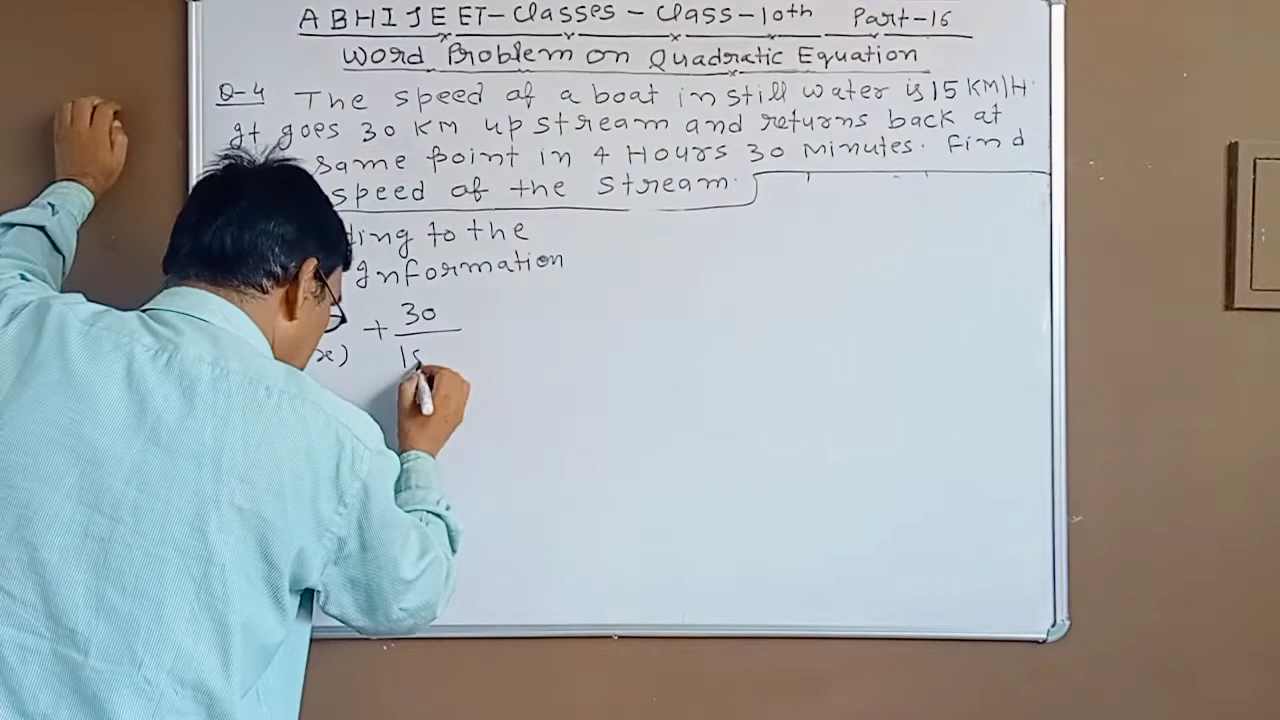 ABHIJEET-Classes-Class-10th Part-16
Word Problem on Quadratic Equation
Q-4 The speed of a boat in still water is 15 KM/H.
It goes 30 KM upstream and returns back at
same point in 4 Hours 30 Minutes. Find
speed of the stream.
ding to the
Information
+ 30
x) 15